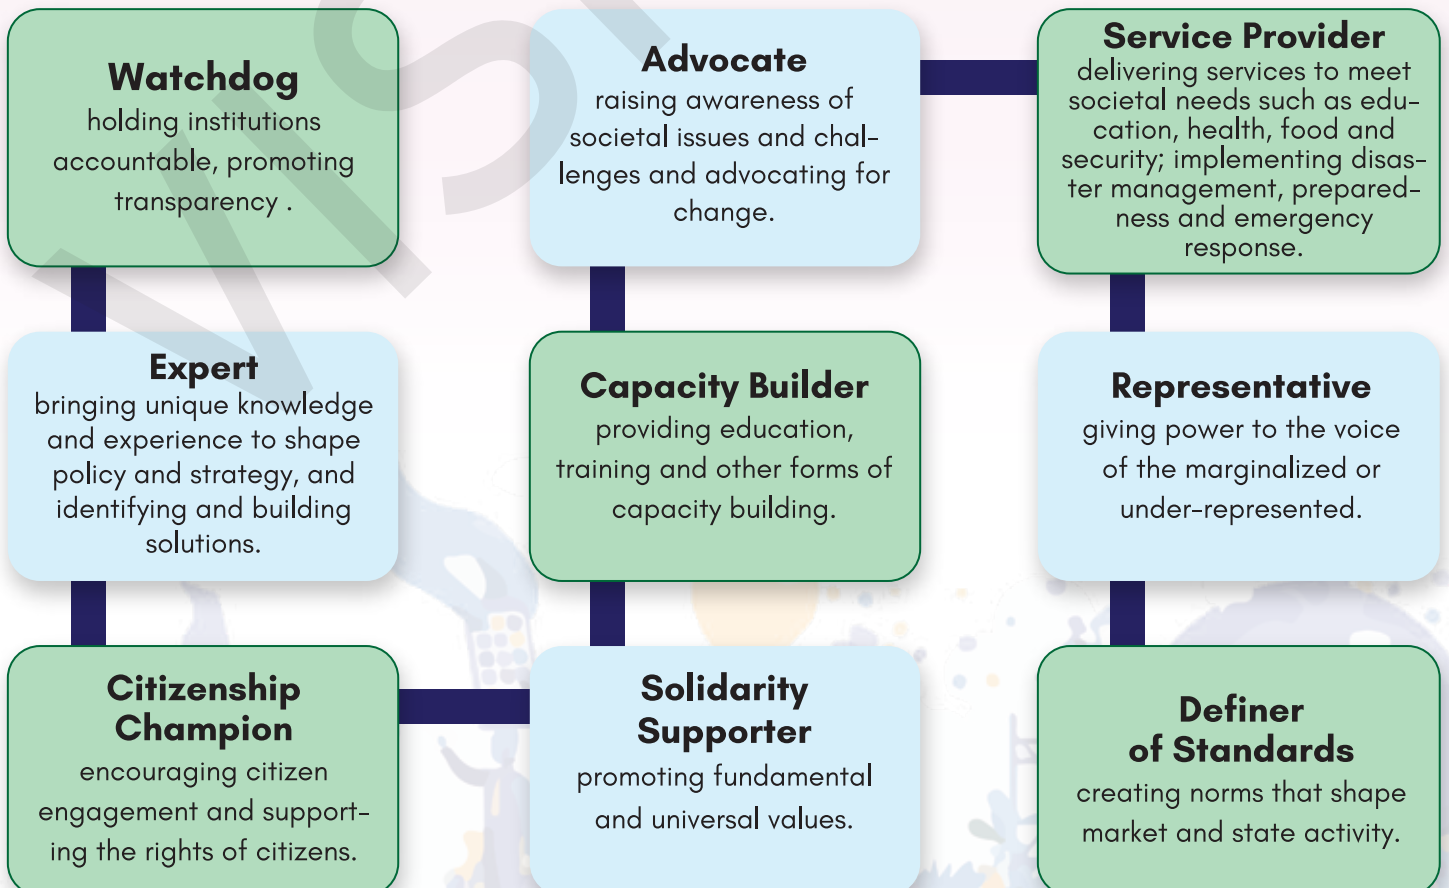 Watchdog
holding institutions
accountable, promoting
transparency .
Expert
bringing unique knowledge
and experience to shape
policy and strategy, and
identifying and building
solutions.
Citizenship
Champion
encouraging citizen
engagement and support-
ing the rights of citizens.
Solidarity
Supporter
promoting fundamental
and universal values.
Capacity Builder
providing education,
training and other forms of
capacity building.
Advocate
raising awareness of
societal issues and chal-
lenges and advocating for
change.
Service Provider
delivering services to meet
societal needs such as edu-
cation, health, food and
security; implementing disas-
ter management, prepared-
ness and emergency
response.
Representative
giving power to the voice
of the marginalized or
under-represented.
Definer
of Standards
creating norms that shape
market and state activity.
VIS